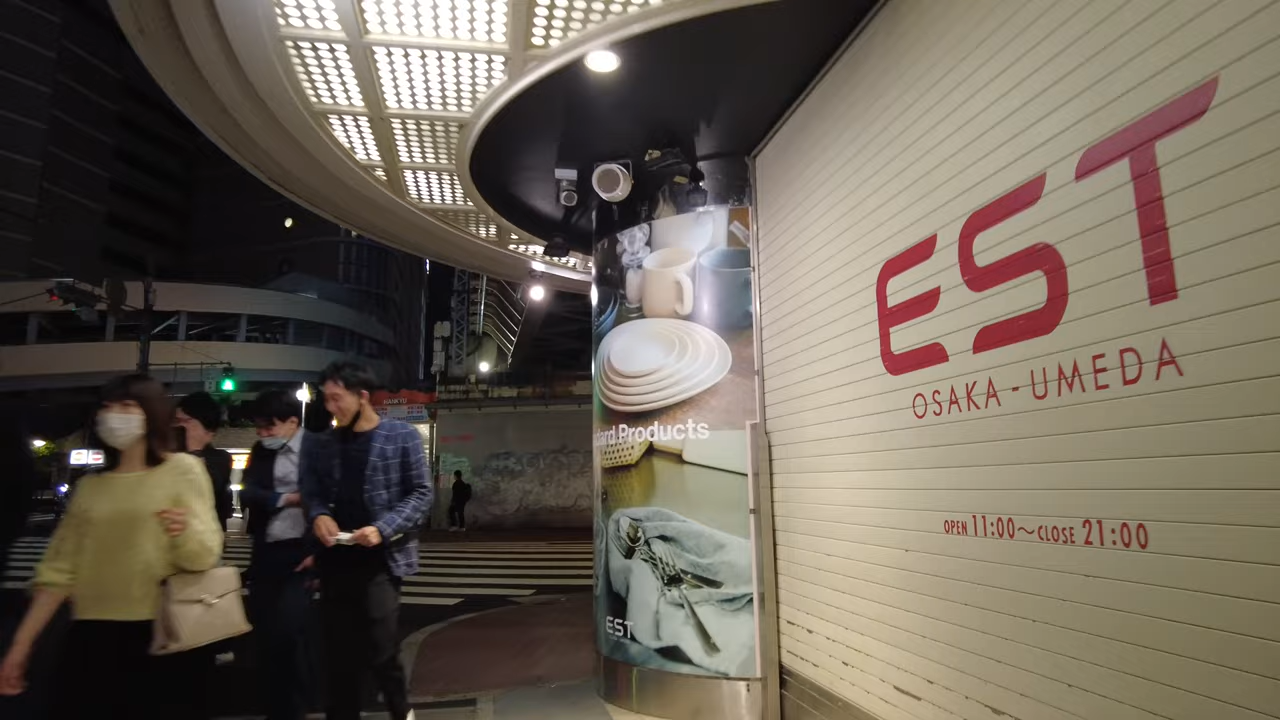 EST
OSAKA - UMEDA
OPEN 11:00～CLOSE 21:00
dard Products
EST